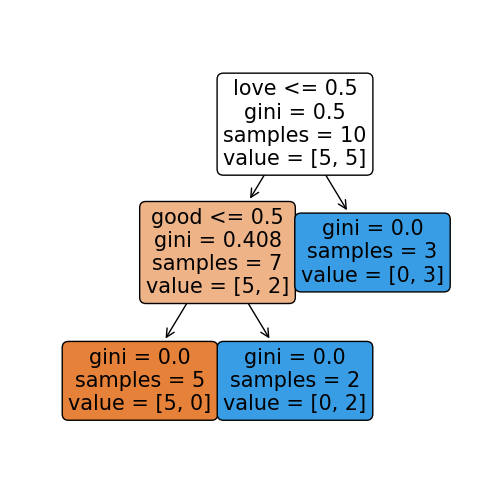 love <= 0.5
gini = 0.5
samples = 10
value = [5, 5]
good <= 0.5
gini = 0.408
samples = 7
value = [5, 2]
gini = 0.0
samples = 3
value = [0, 3]
gini = 0.0
samples = 5
value = [5, 0]
gini = 0.0
samples = 2
value = [0, 2]